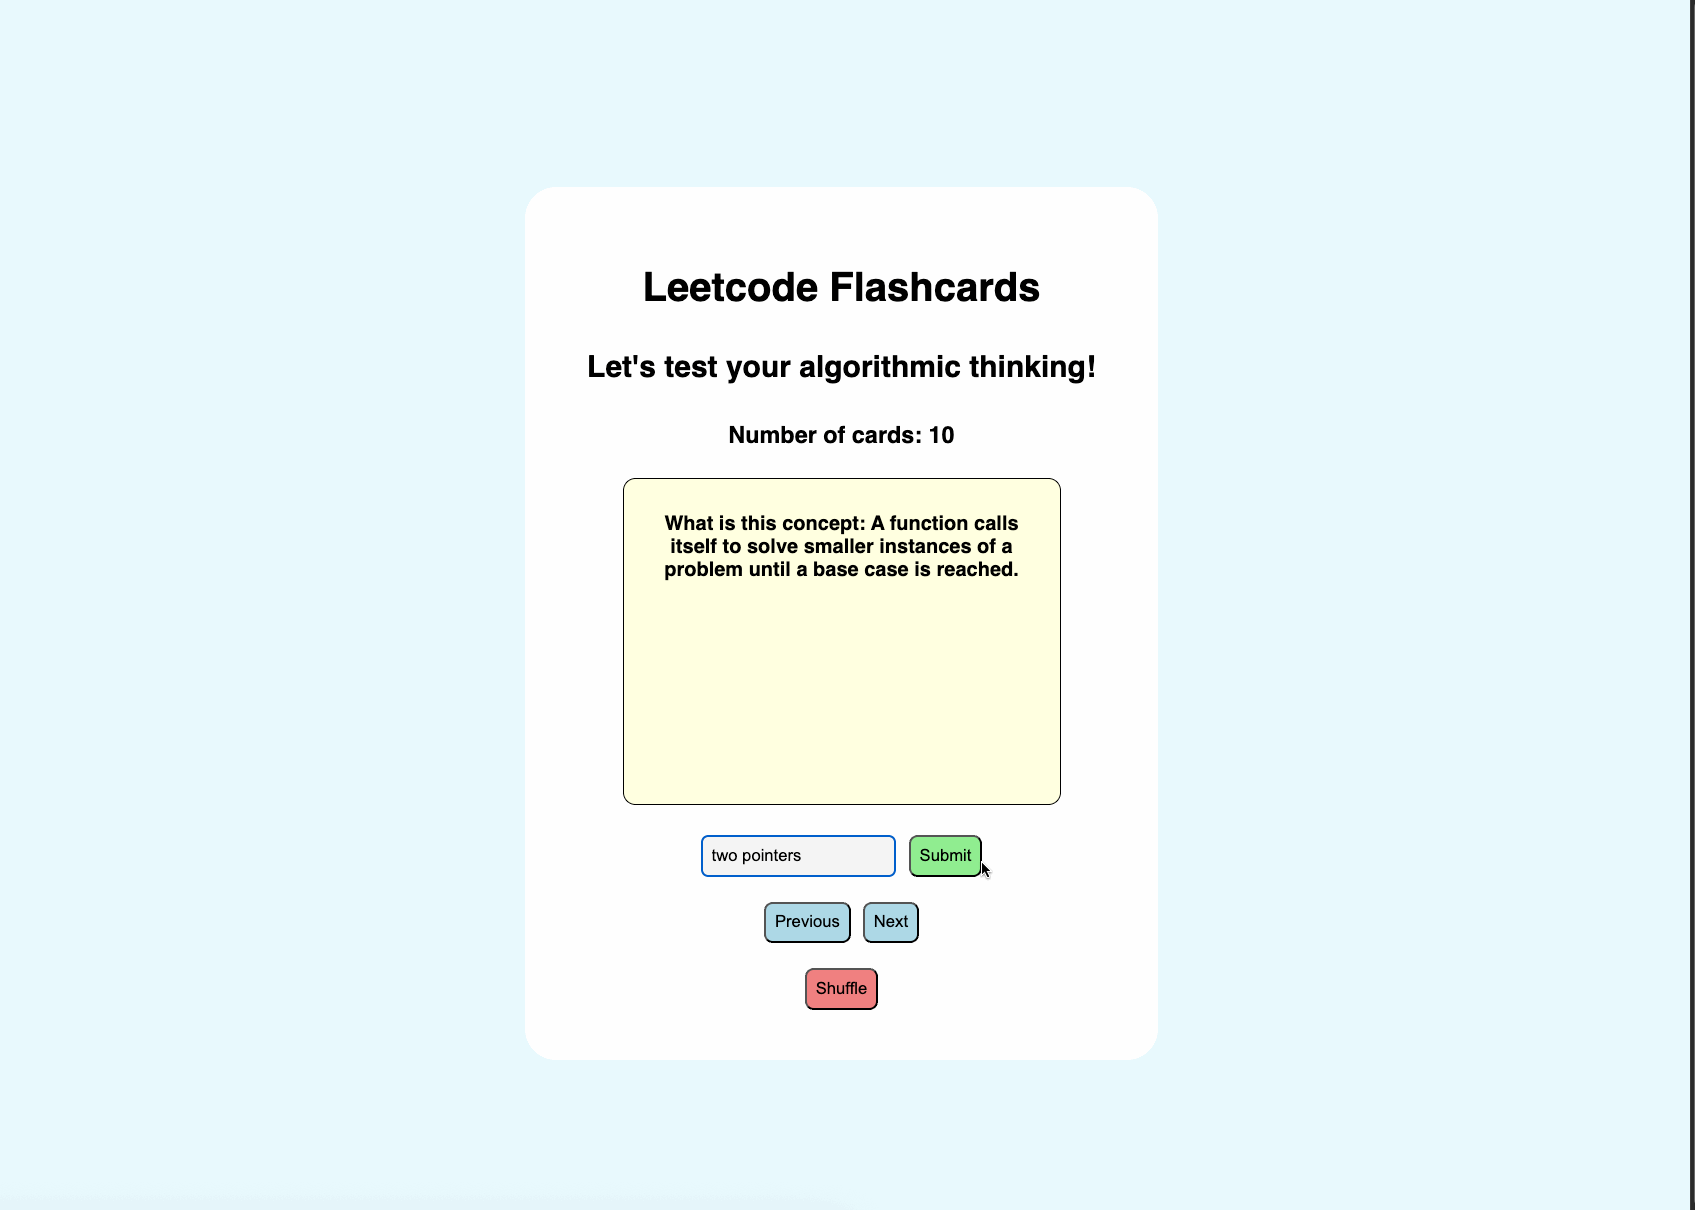 Leetcode Flashcards
Let's test your algorithmic thinking!
Number of cards: 10
What is this concept: A function calls
itself to solve smaller instances of a
problem until a base case is reached.
two pointers
Submit
Previous
Next
Shuffle